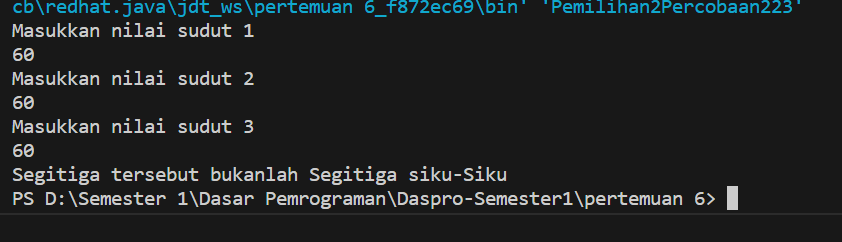 cb\redhat.java\jdt_ws\pertemuan 6_f872ec69\bin' 'Pemilihan2Percobaan223'
Masukkan nilai sudut 1
60
Masukkan nilai sudut 2
60
Masukkan nilai sudut 3
60
Segitiga tersebut bukanlah Segitiga siku-Siku
PS D:\Semester 1\Dasar Pemrograman\Daspro-Semester1\pertemuan 6>